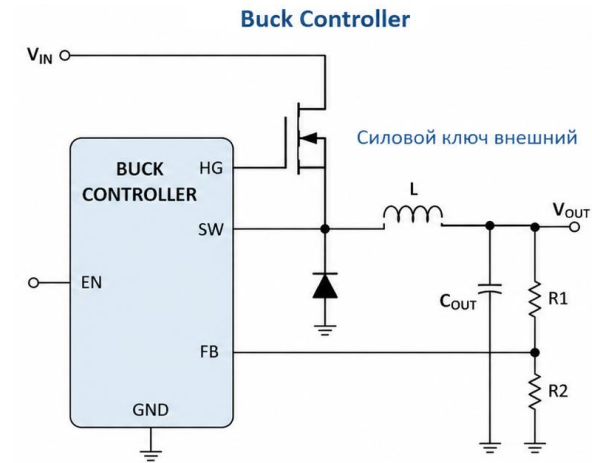 Buck Controller
VIN
Силовой ключ внешний
BUCK
CONTROLLER
HG
L
VOUT
SW
EN
COUT
R1
FB
R2
GND